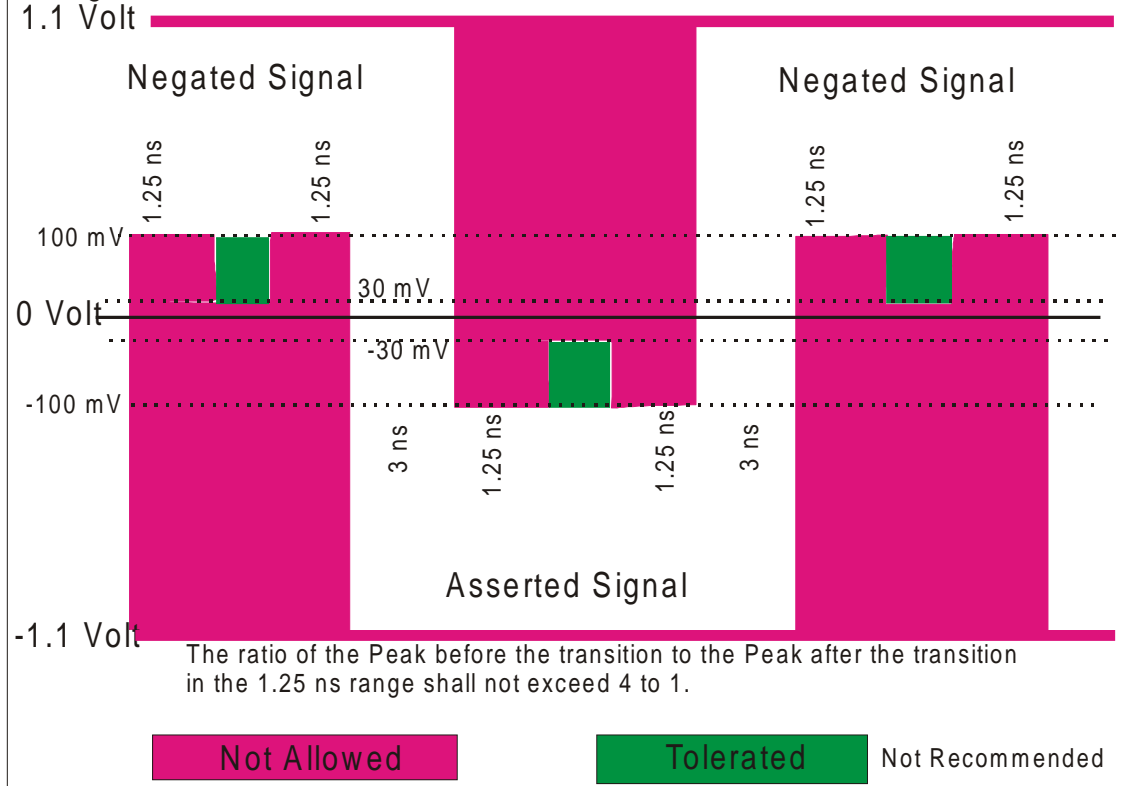 1.1 Volt
Negated Signal
Negated Signal
1.25 ns
1.25 ns
1.25 ns
1.25 ns
100 mV
30 mV
0 Volt
-30 mV
-100 mV
3 ns
1.25 ns
1.25 ns
3 ns
Asserted Signal
-1.1 Volt
The ratio of the Peak before the transition to the Peak after the transition
in the 1.25 ns range shall not exceed 4 to 1.
Not Allowed
Tolerated
Not Recommended